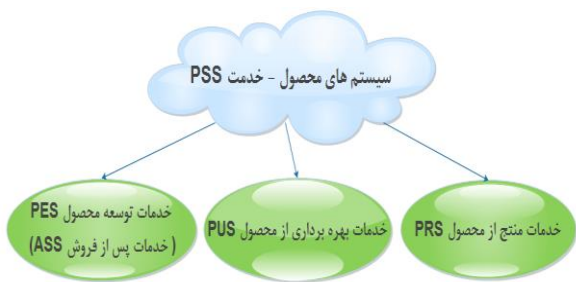 سیستم های محصول - خدمت PSS
خدمات منتج از محصول PRS
خدمات بهره برداری از محصول PUS
خدمات توسعه محصول PES
( خدمات پس از فروش ASS)